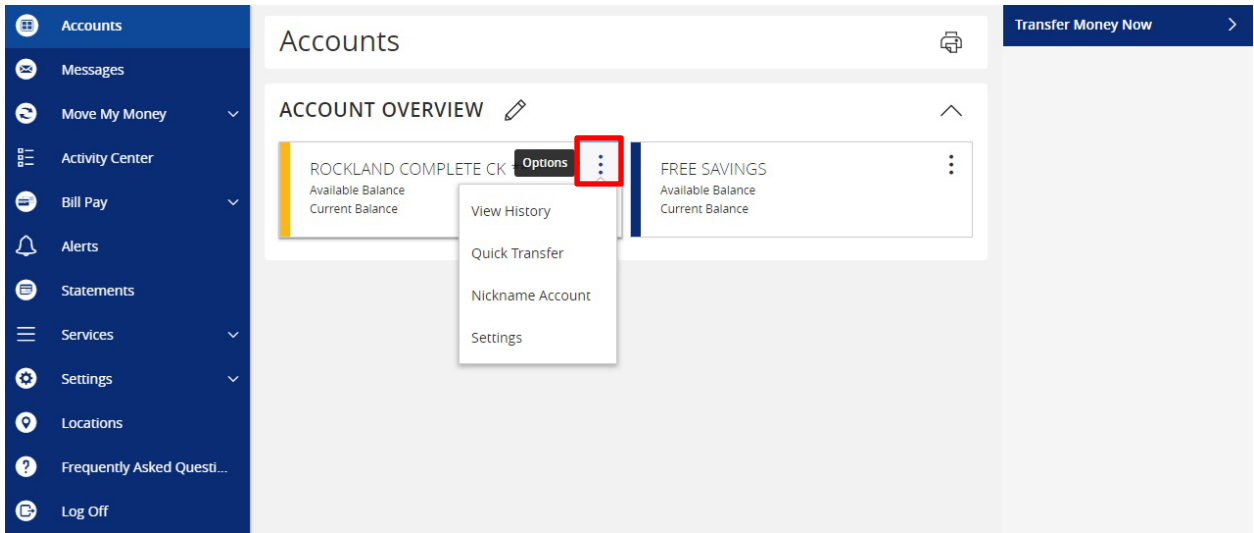 Accounts
Messages
Move My Money
Activity Center
Bill Pay
Alerts
Statements
Services
Settings
Locations
Frequently Asked Questi...
Log Off
Accounts
ACCOUNT OVERVIEW
ROCKLAND COMPLETE CK
Options
Available Balance
Current Balance
View History
Quick Transfer
Nickname Account
Settings
FREE SAVINGS
Available Balance
Current Balance
Transfer Money Now